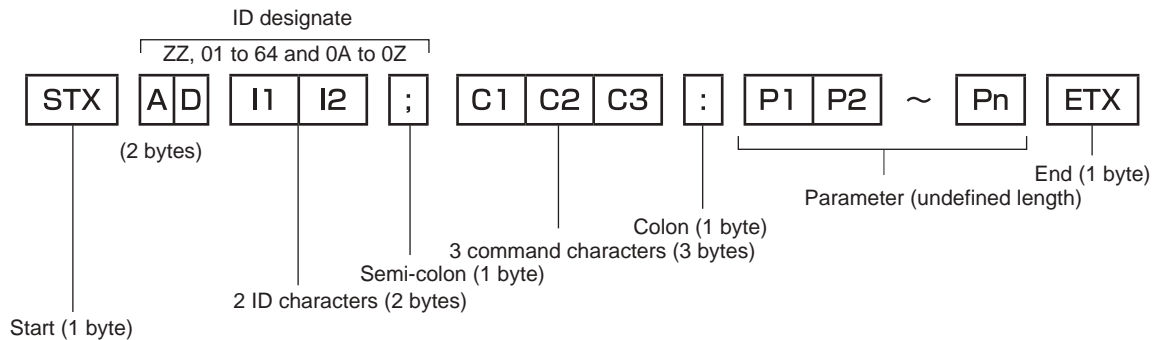 ID designate
ZZ, 01 to 64 and 0A to 0Z
STX A D I1 I2 ; C1 C2 C3 : P1 P2 ~ Pn ETX
(2 bytes)
End (1 byte)
Parameter (undefined length)
Colon (1 byte)
3 command characters (3 bytes)
Semi-colon (1 byte)
2 ID characters (2 bytes)
Start (1 byte)